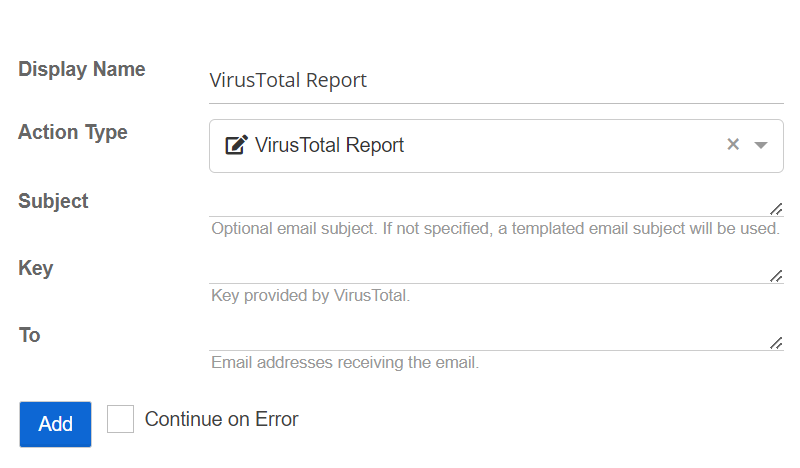 Display Name
VirusTotal Report
Action Type
VirusTotal Report
Subject
Optional email subject. If not specified, a templated email subject will be used.
Key
Key provided by VirusTotal.
To
Email addresses receiving the email.
Add
Continue on Error